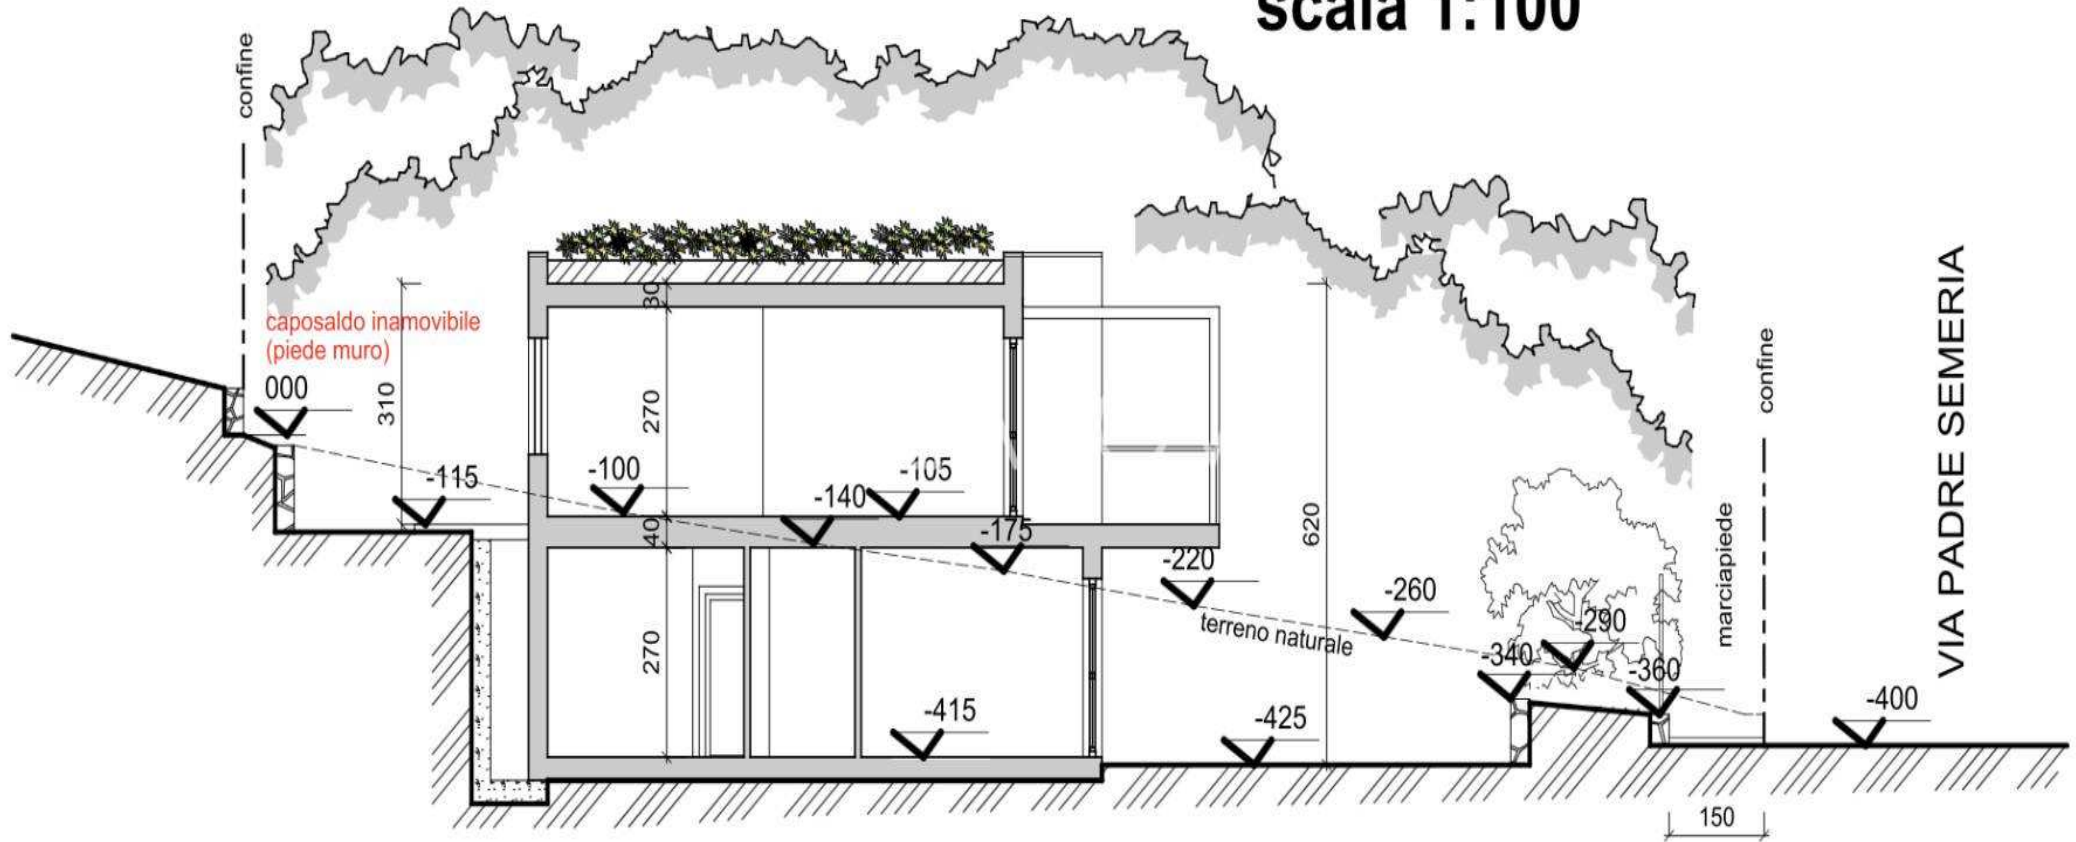 scala 1:100
confine
caposaldo inamovibile
(piede muro)
000
310
-115
30
270
-100
-140
-105
40
-175
270
-415
620
-220
-260
terreno naturale
-290
-340
-360
-425
marciapiede
confine
-400
150
VIA PADRE SEMERIA